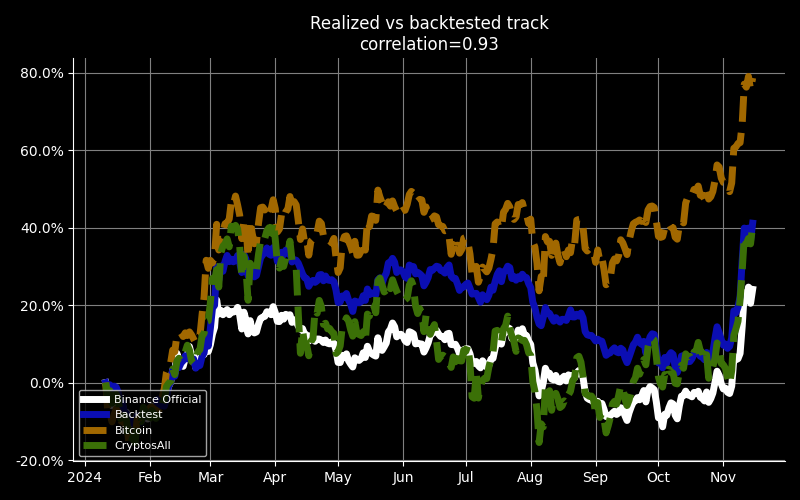 Realized vs backtested track
correlation=0.93
80.0%
60.0%
40.0%
20.0%
0.0%
-20.0%
Binance Official
Backtest
Bitcoin
CryptosAll
2024 Feb Mar Apr May Jun Jul Aug Sep Oct Nov